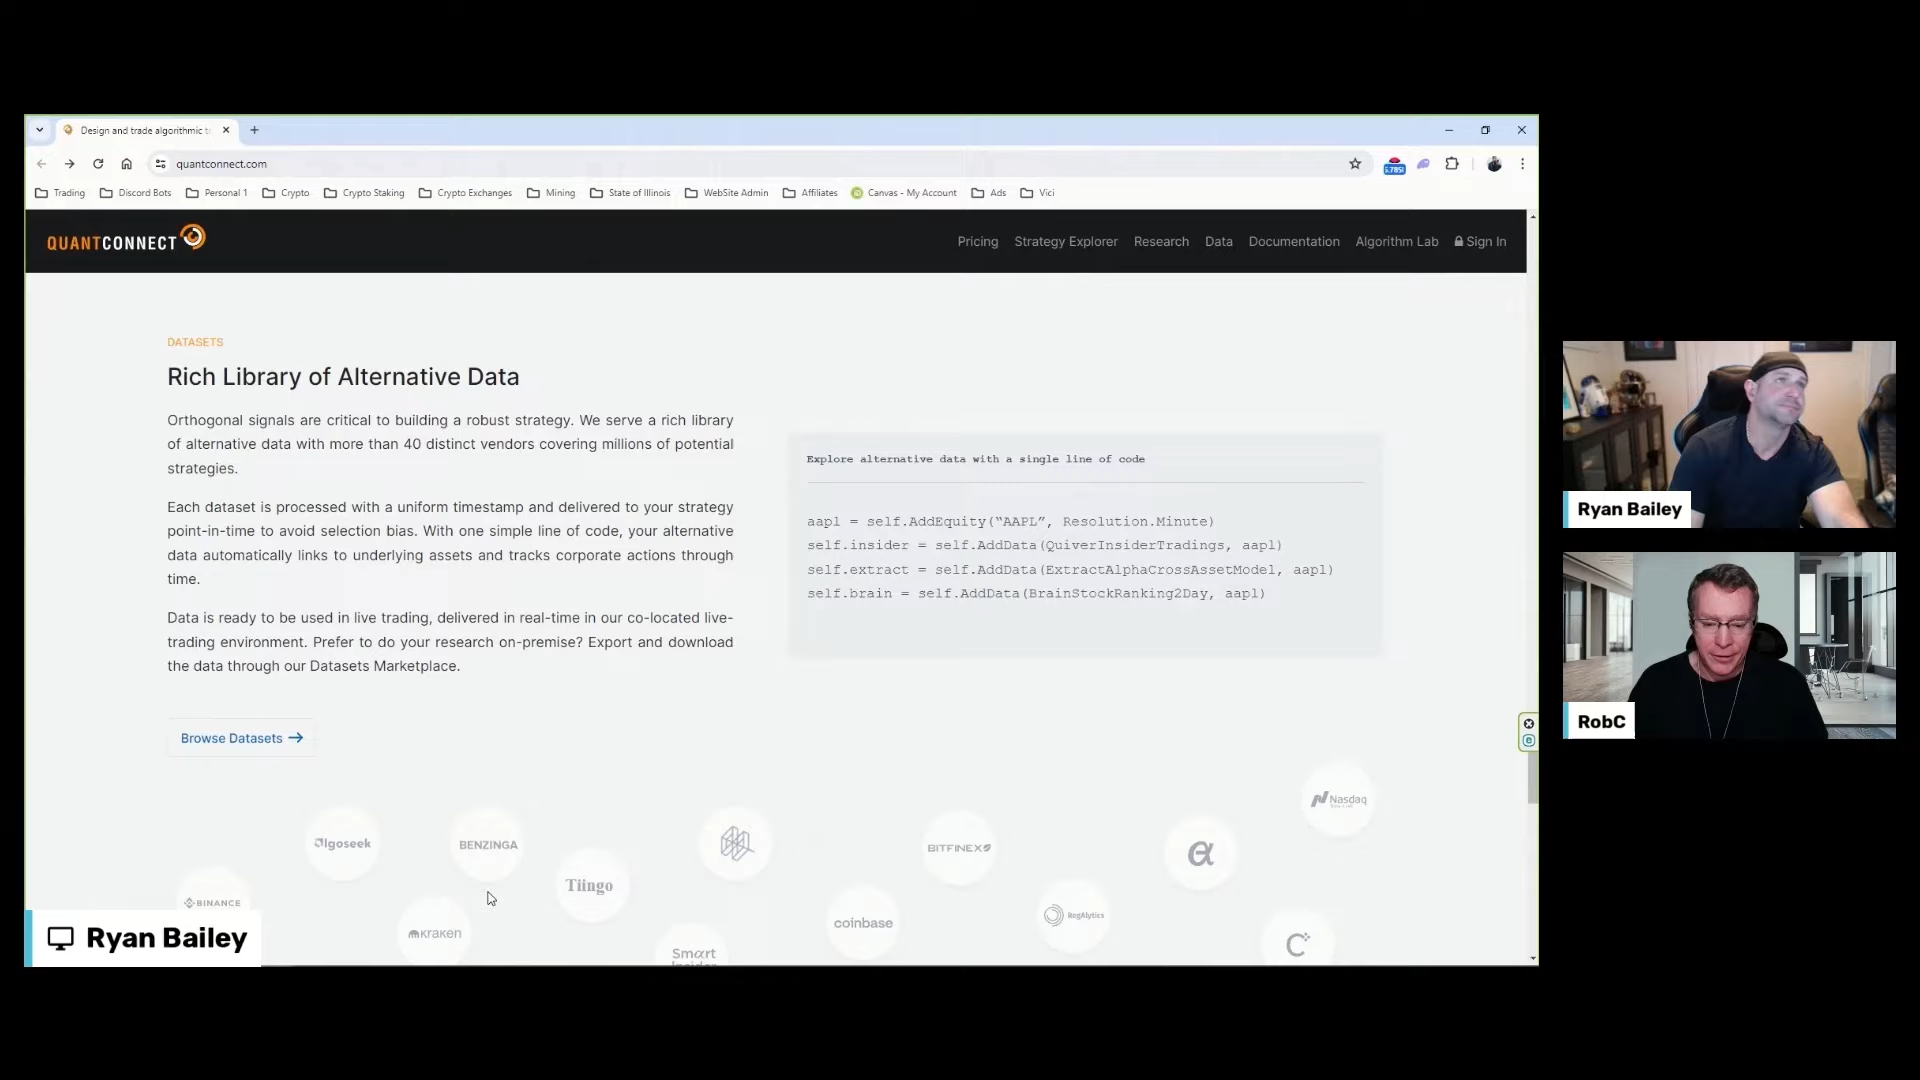 Design and trade algorithmic t
quantconnect.com
5.785
Trading
Discord Bots
Personal 1
Crypto
Crypto Staking
Crypto Exchanges
Mining
State of Illinois
WebSite Admin
Affiliates
Canvas - My Account
Ads
Vici
QUANTCONNECT
Pricing
Strategy Explorer
Research
Data
Documentation
Algorithm Lab
Sign In
DATASETS
Rich Library of Alternative Data
Orthogonal signals are critical to building a robust strategy. We serve a rich library
of alternative data with more than 40 distinct vendors covering millions of potential
strategies.
Each dataset is processed with a uniform timestamp and delivered to your strategy
point-in-time to avoid selection bias. With one simple line of code, your alternative
data automatically links to underlying assets and tracks corporate actions through
time.
Data is ready to be used in live trading, delivered in real-time in our co-located live-
trading environment. Prefer to do your research on-premise? Export and download
the data through our Datasets Marketplace.
Browse Datasets
Explore alternative data with a single line of code
aapl = self.AddEquity(“AAPL”, Resolution.Minute)
self.insider = self.AddData(QuiverInsiderTradings, aapl)
self.extract = self.AddData(ExtractAlphaCrossAssetModel, aapl)
self.brain = self.AddData(BrainStockRanking2Day, aapl)
Nasdaq
algoseek
BENZINGA
BITFINEX
α
Tiingo
BINANCE
coinbase
RegAlytics
KRAKEN
Smart
Insider
C
Ryan Bailey
Ryan Bailey
RobC